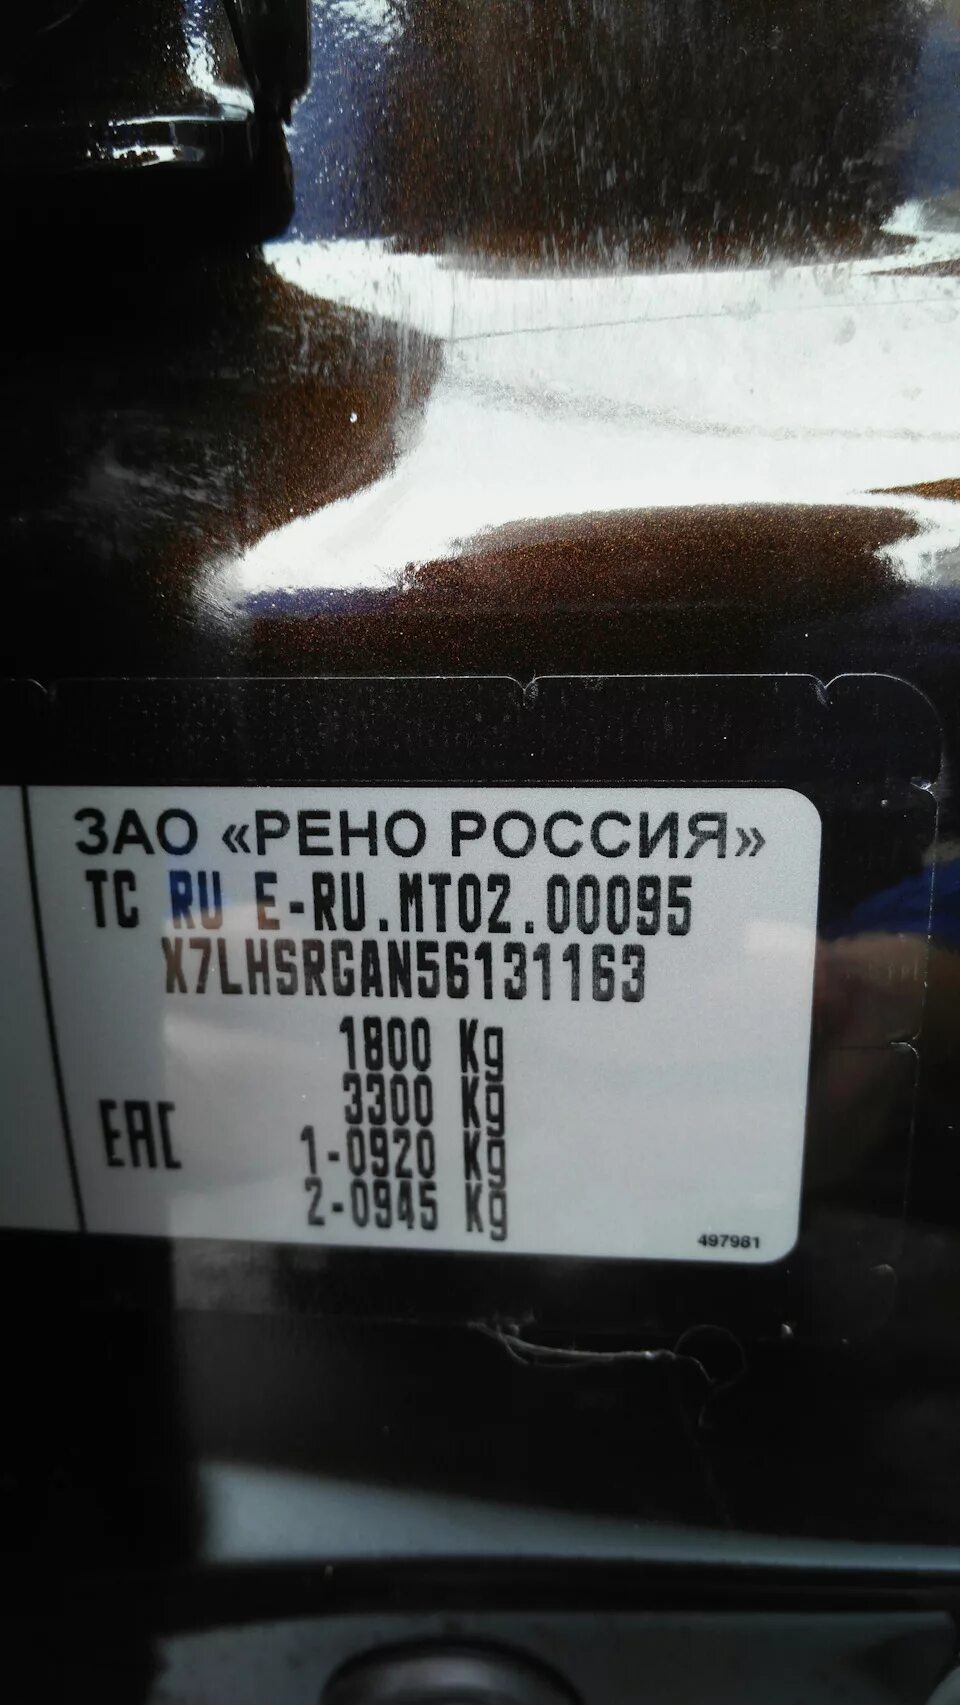 ЗАО «РЕНО РОССИЯ»
TC RU E-RU.MT02.00095
X7LHSRGAN56131163
1800 Kg
3300 Kg
EAC 1-0920 Kg
2-0945 Kg
497981